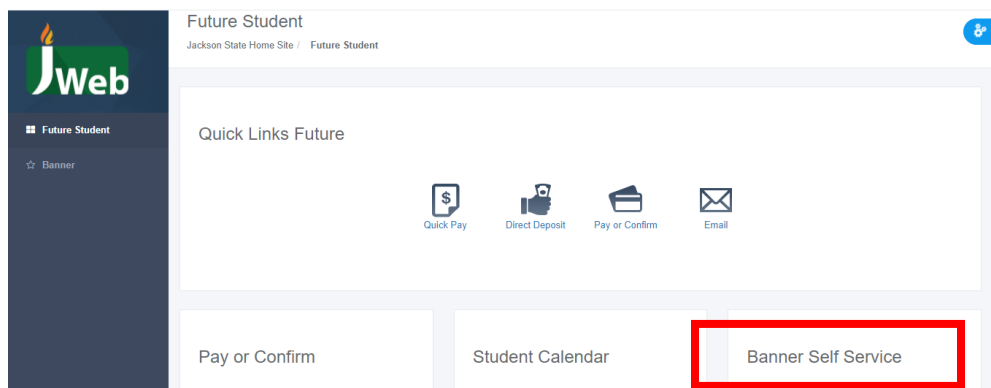 Future Student
Jackson State Home Site / Future Student
JWeb
Future Student
Banner
Quick Links Future
$
Quick Pay
Direct Deposit
Pay or Confirm
Email
Pay or Confirm
Student Calendar
Banner Self Service